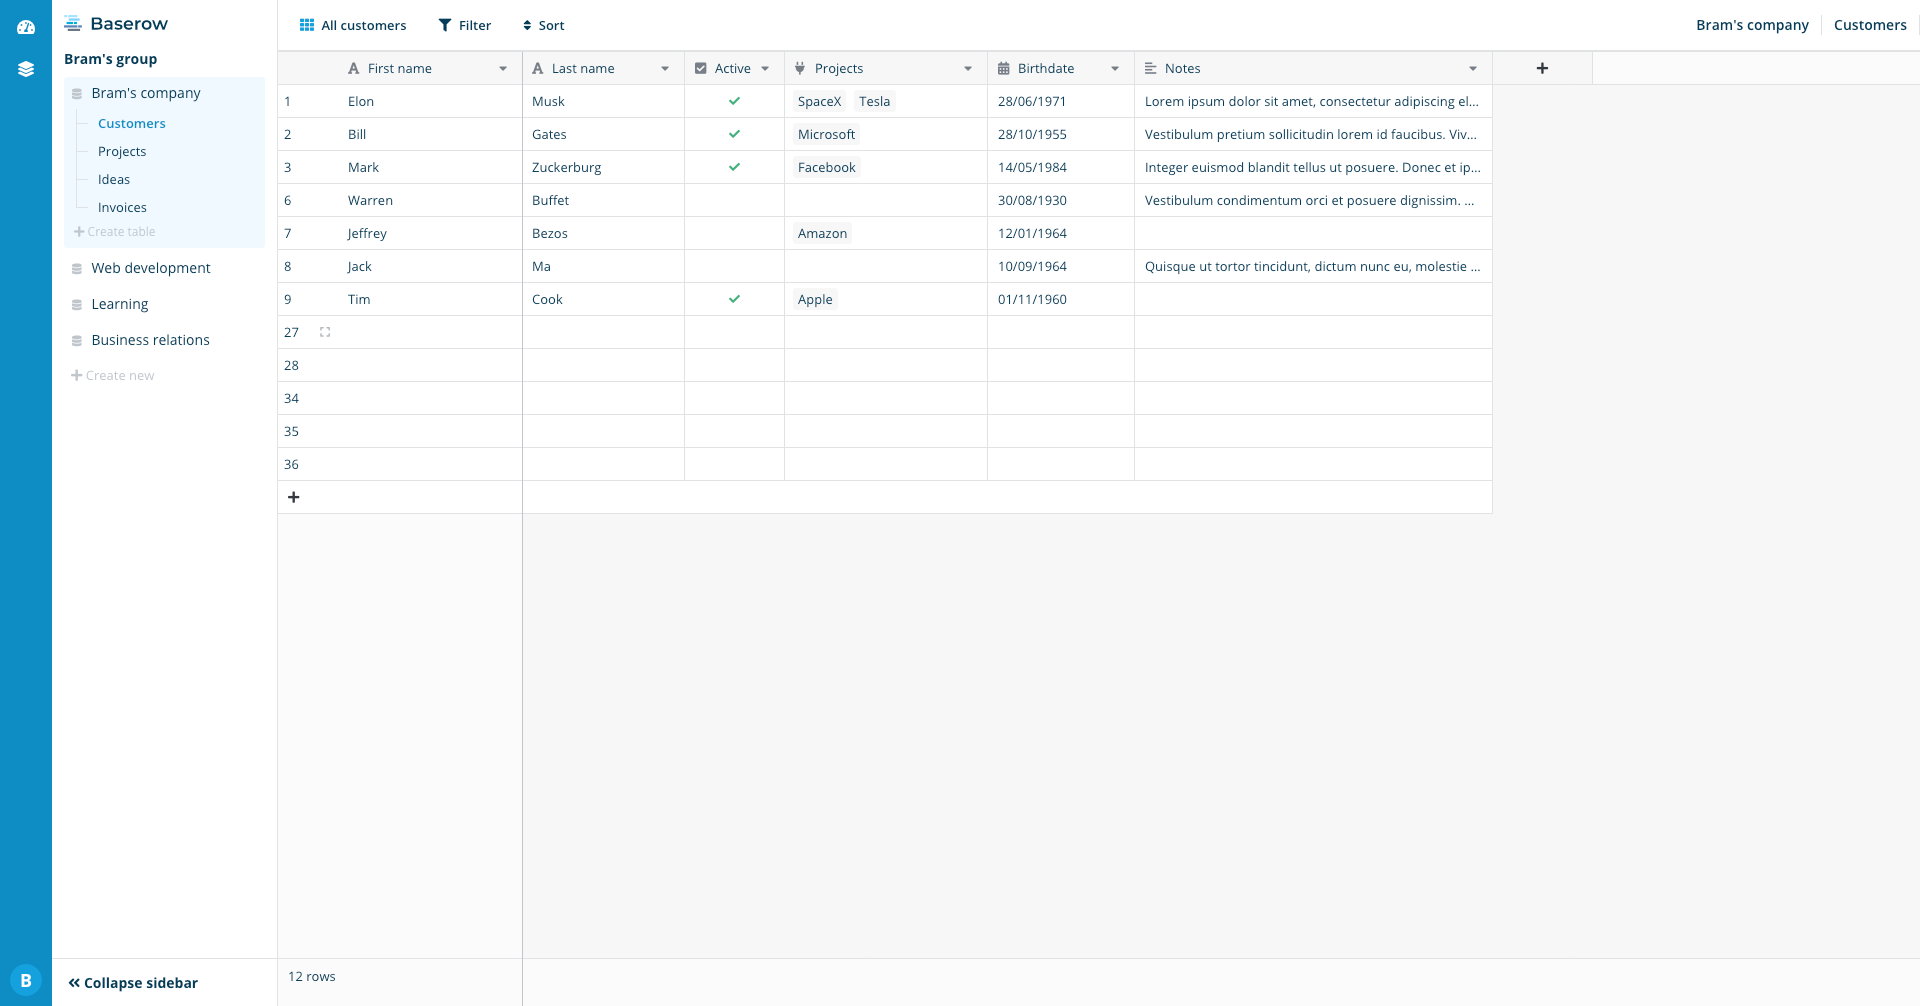 Baserow
Bram's group
Bram's company
Customers
Projects
Ideas
Invoices
Create table
Web development
Learning
Business relations
Create new
Collapse sidebar
B
All customers Filter Sort Bram's company Customers
First name Last name Active Projects Birthdate Notes
1 Elon Musk SpaceX Tesla 28/06/1971 Lorem ipsum dolor sit amet, consectetur adipiscing el...
2 Bill Gates Microsoft 28/10/1955 Vestibulum pretium sollicitudin lorem id faucibus. Viv...
3 Mark Zuckerburg Facebook 14/05/1984 Integer euismod blandit tellus ut posuere. Donec et ip...
6 Warren Buffet 30/08/1930 Vestibulum condimentum orci et posuere dignissim. ...
7 Jeffrey Bezos Amazon 12/01/1964
8 Jack Ma 10/09/1964 Quisque ut tortor tincidunt, dictum nunc eu, molestie ...
9 Tim Cook Apple 01/11/1960
27
28
34
35
36
12 rows